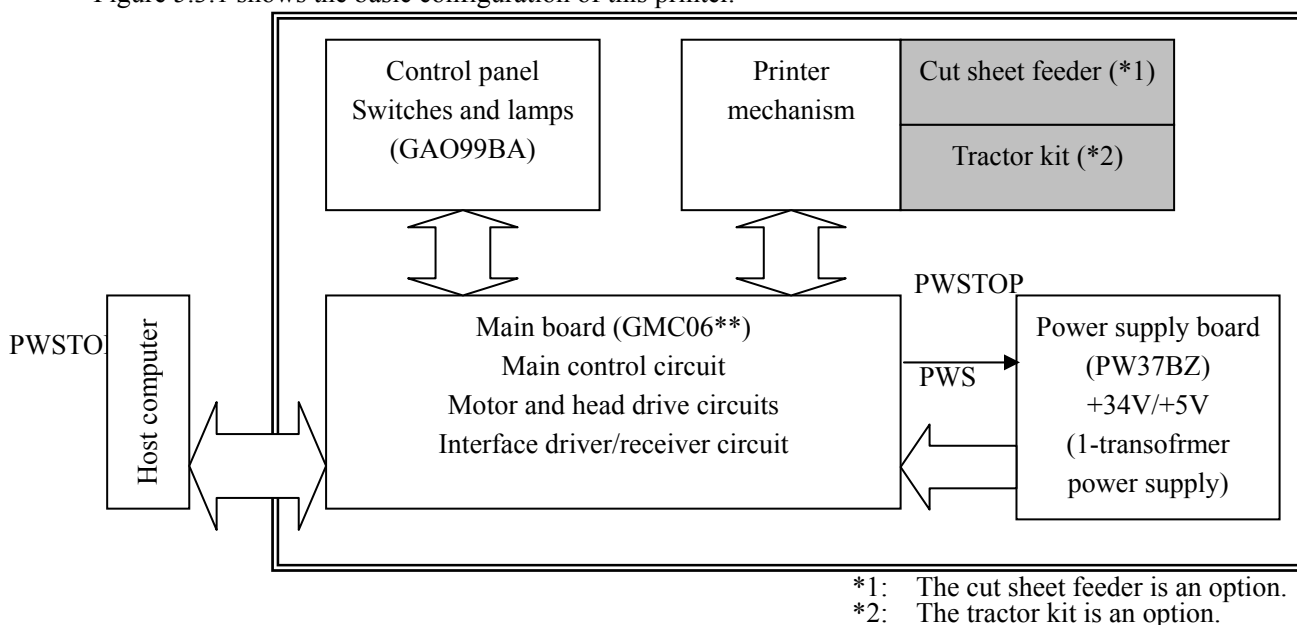 Figure 3.3.1 shows the basic configuration of this printer.
Control panel
Switches and lamps
(GAO99BA)
Printer
mechanism
Cut sheet feeder (*1)
Tractor kit (*2)
PWSTOP
Host computer
Main board (GMC06**)
Main control circuit
Motor and head drive circuits
Interface driver/receiver circuit
PWSTOP
PWS
Power supply board
(PW37BZ)
+34V/+5V
(1-transofrmer
power supply)
*1: The cut sheet feeder is an option.
*2: The tractor kit is an option.